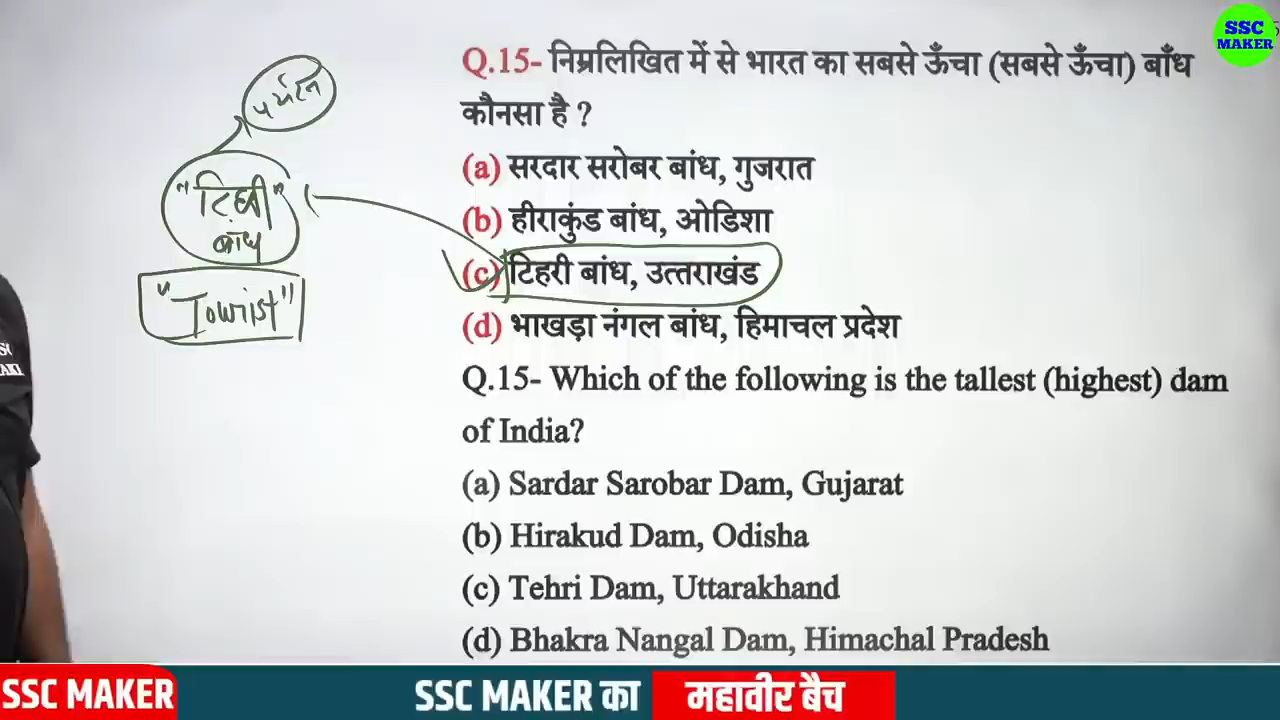 SSC
MAKER
Q.15- निम्नलिखित में से भारत का सबसे ऊँचा (सबसे ऊँचा) बाँध
कौनसा है ?
(a) सरदार सरोबर बांध, गुजरात
(b) हीराकुंड बांध, ओडिशा
(c) टिहरी बांध, उत्तराखंड
(d) भाखड़ा नंगल बांध, हिमाचल प्रदेश
Q.15- Which of the following is the tallest (highest) dam
of India?
(a) Sardar Sarobar Dam, Gujarat
(b) Hirakud Dam, Odisha
(c) Tehri Dam, Uttarakhand
(d) Bhakra Nangal Dam, Himachal Pradesh
पर्यटन
"टिहरी"
बाँध
"Tourist"
SSC MAKER
SSC MAKER का महावीर बैच